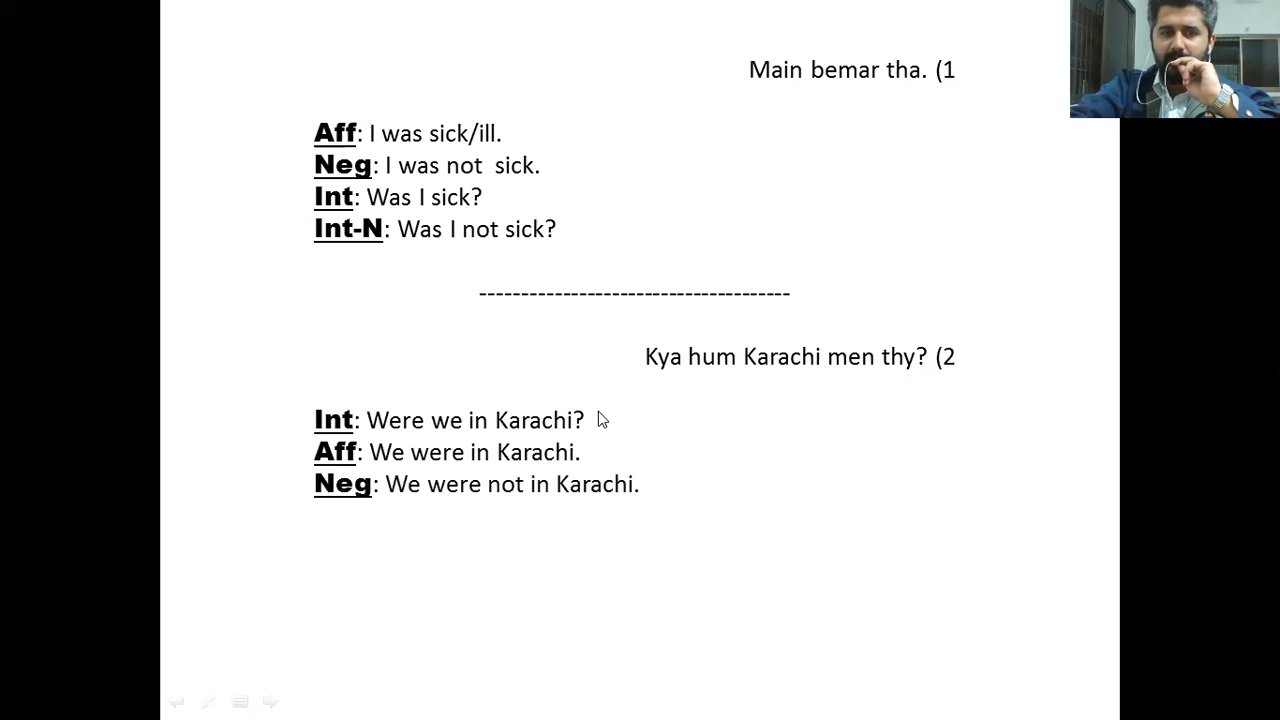 Main bemar tha. (1
Aff: I was sick/ill.
Neg: I was not  sick.
Int: Was I sick?
Int-N: Was I not sick?
-------------------------------------
Kya hum Karachi men thy? (2
Int: Were we in Karachi?
Aff: We were in Karachi.
Neg: We were not in Karachi.